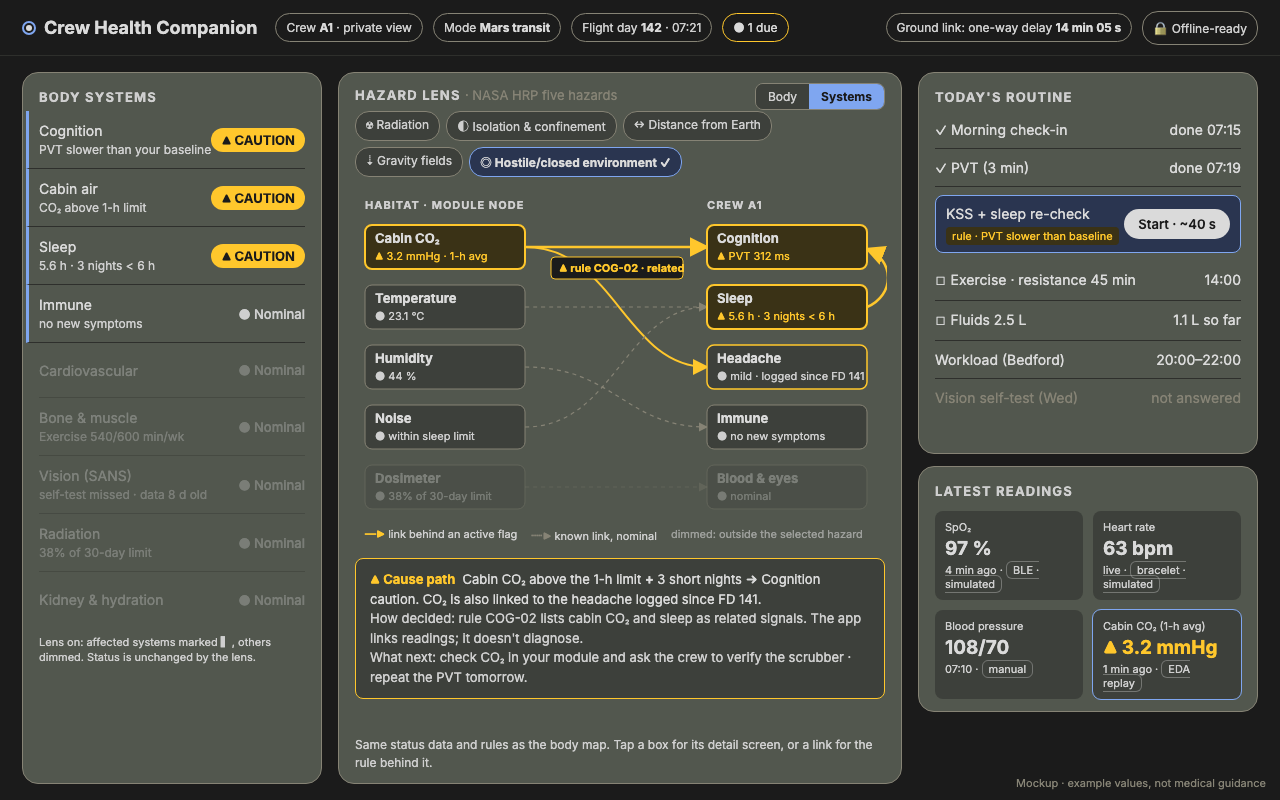 Crew Health Companion
Crew A1 · private view
Mode Mars transit
Flight day 142 · 07:21
1 due
Ground link: one-way delay 14 min 05 s
Offline-ready
BODY SYSTEMS
Cognition
PVT slower than your baseline
▲ CAUTION
Cabin air
CO₂ above 1-h limit
▲ CAUTION
Sleep
5.6 h · 3 nights < 6 h
▲ CAUTION
Immune
no new symptoms
Nominal
Cardiovascular
Nominal
Bone & muscle
Exercise 540/600 min/wk
Nominal
Vision (SANS)
self-test missed · data 8 d old
Nominal
Radiation
38% of 30-day limit
Nominal
Kidney & hydration
Nominal
Lens on: affected systems marked ▌, others
dimmed. Status is unchanged by the lens.
HAZARD LENS · NASA HRP five hazards
Body
Systems
☢ Radiation
◐ Isolation & confinement
↔ Distance from Earth
↓ Gravity fields
◎ Hostile/closed environment ✓
HABITAT · MODULE NODE
CREW A1
Cabin CO₂
▲ 3.2 mmHg · 1-h avg
Cognition
▲ PVT 312 ms
▲ rule COG-02 · related
Temperature
23.1 °C
Sleep
▲ 5.6 h · 3 nights < 6 h
Humidity
44 %
Headache
mild · logged since FD 141
Noise
within sleep limit
Immune
no new symptoms
Dosimeter
38% of 30-day limit
Blood & eyes
nominal
link behind an active flag
known link, nominal
dimmed: outside the selected hazard
▲ Cause path Cabin CO₂ above the 1-h limit + 3 short nights → Cognition
caution. CO₂ is also linked to the headache logged since FD 141.
How decided: rule COG-02 lists cabin CO₂ and sleep as related signals. The app
links readings; it doesn't diagnose.
What next: check CO₂ in your module and ask the crew to verify the scrubber ·
repeat the PVT tomorrow.
Same status data and rules as the body map. Tap a box for its detail screen, or a link for the
rule behind it.
TODAY'S ROUTINE
✓ Morning check-in
done 07:15
✓ PVT (3 min)
done 07:19
KSS + sleep re-check
rule · PVT slower than baseline
Start · ~40 s
☐ Exercise · resistance 45 min
14:00
☐ Fluids 2.5 L
1.1 L so far
Workload (Bedford)
20:00–22:00
Vision self-test (Wed)
not answered
LATEST READINGS
SpO₂
97 %
4 min ago · BLE ·
simulated
Heart rate
63 bpm
live · bracelet ·
simulated
Blood pressure
108/70
07:10 · manual
Cabin CO₂ (1-h avg)
▲ 3.2 mmHg
1 min ago · EDA
replay
Mockup · example values, not medical guidance